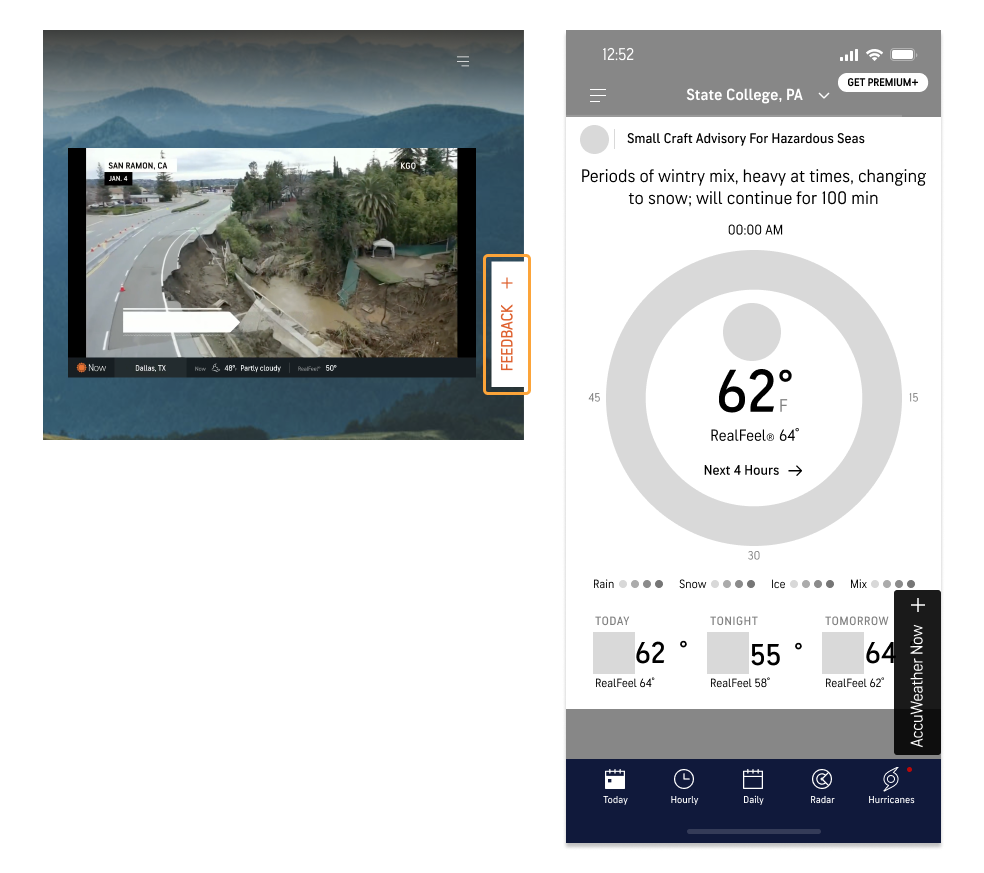 SAN RAMON, CA
JAN. 4
KGO
FEEDBACK +
Now
Dallas, TX
Now 48° Partly cloudy RealFeel® 50°
12:52
GET PREMIUM+
State College, PA
Small Craft Advisory For Hazardous Seas
Periods of wintry mix, heavy at times, changing
to snow; will continue for 100 min
00:00 AM
62°
F
45
15
RealFeel® 64°
Next 4 Hours →
30
Rain
Snow
Ice
Mix
TODAY
TONIGHT
TOMORROW
62 °
55 °
64
RealFeel 64°
RealFeel 58°
RealFeel 62°
AccuWeather Now +
Today
Hourly
Daily
Radar
Hurricanes